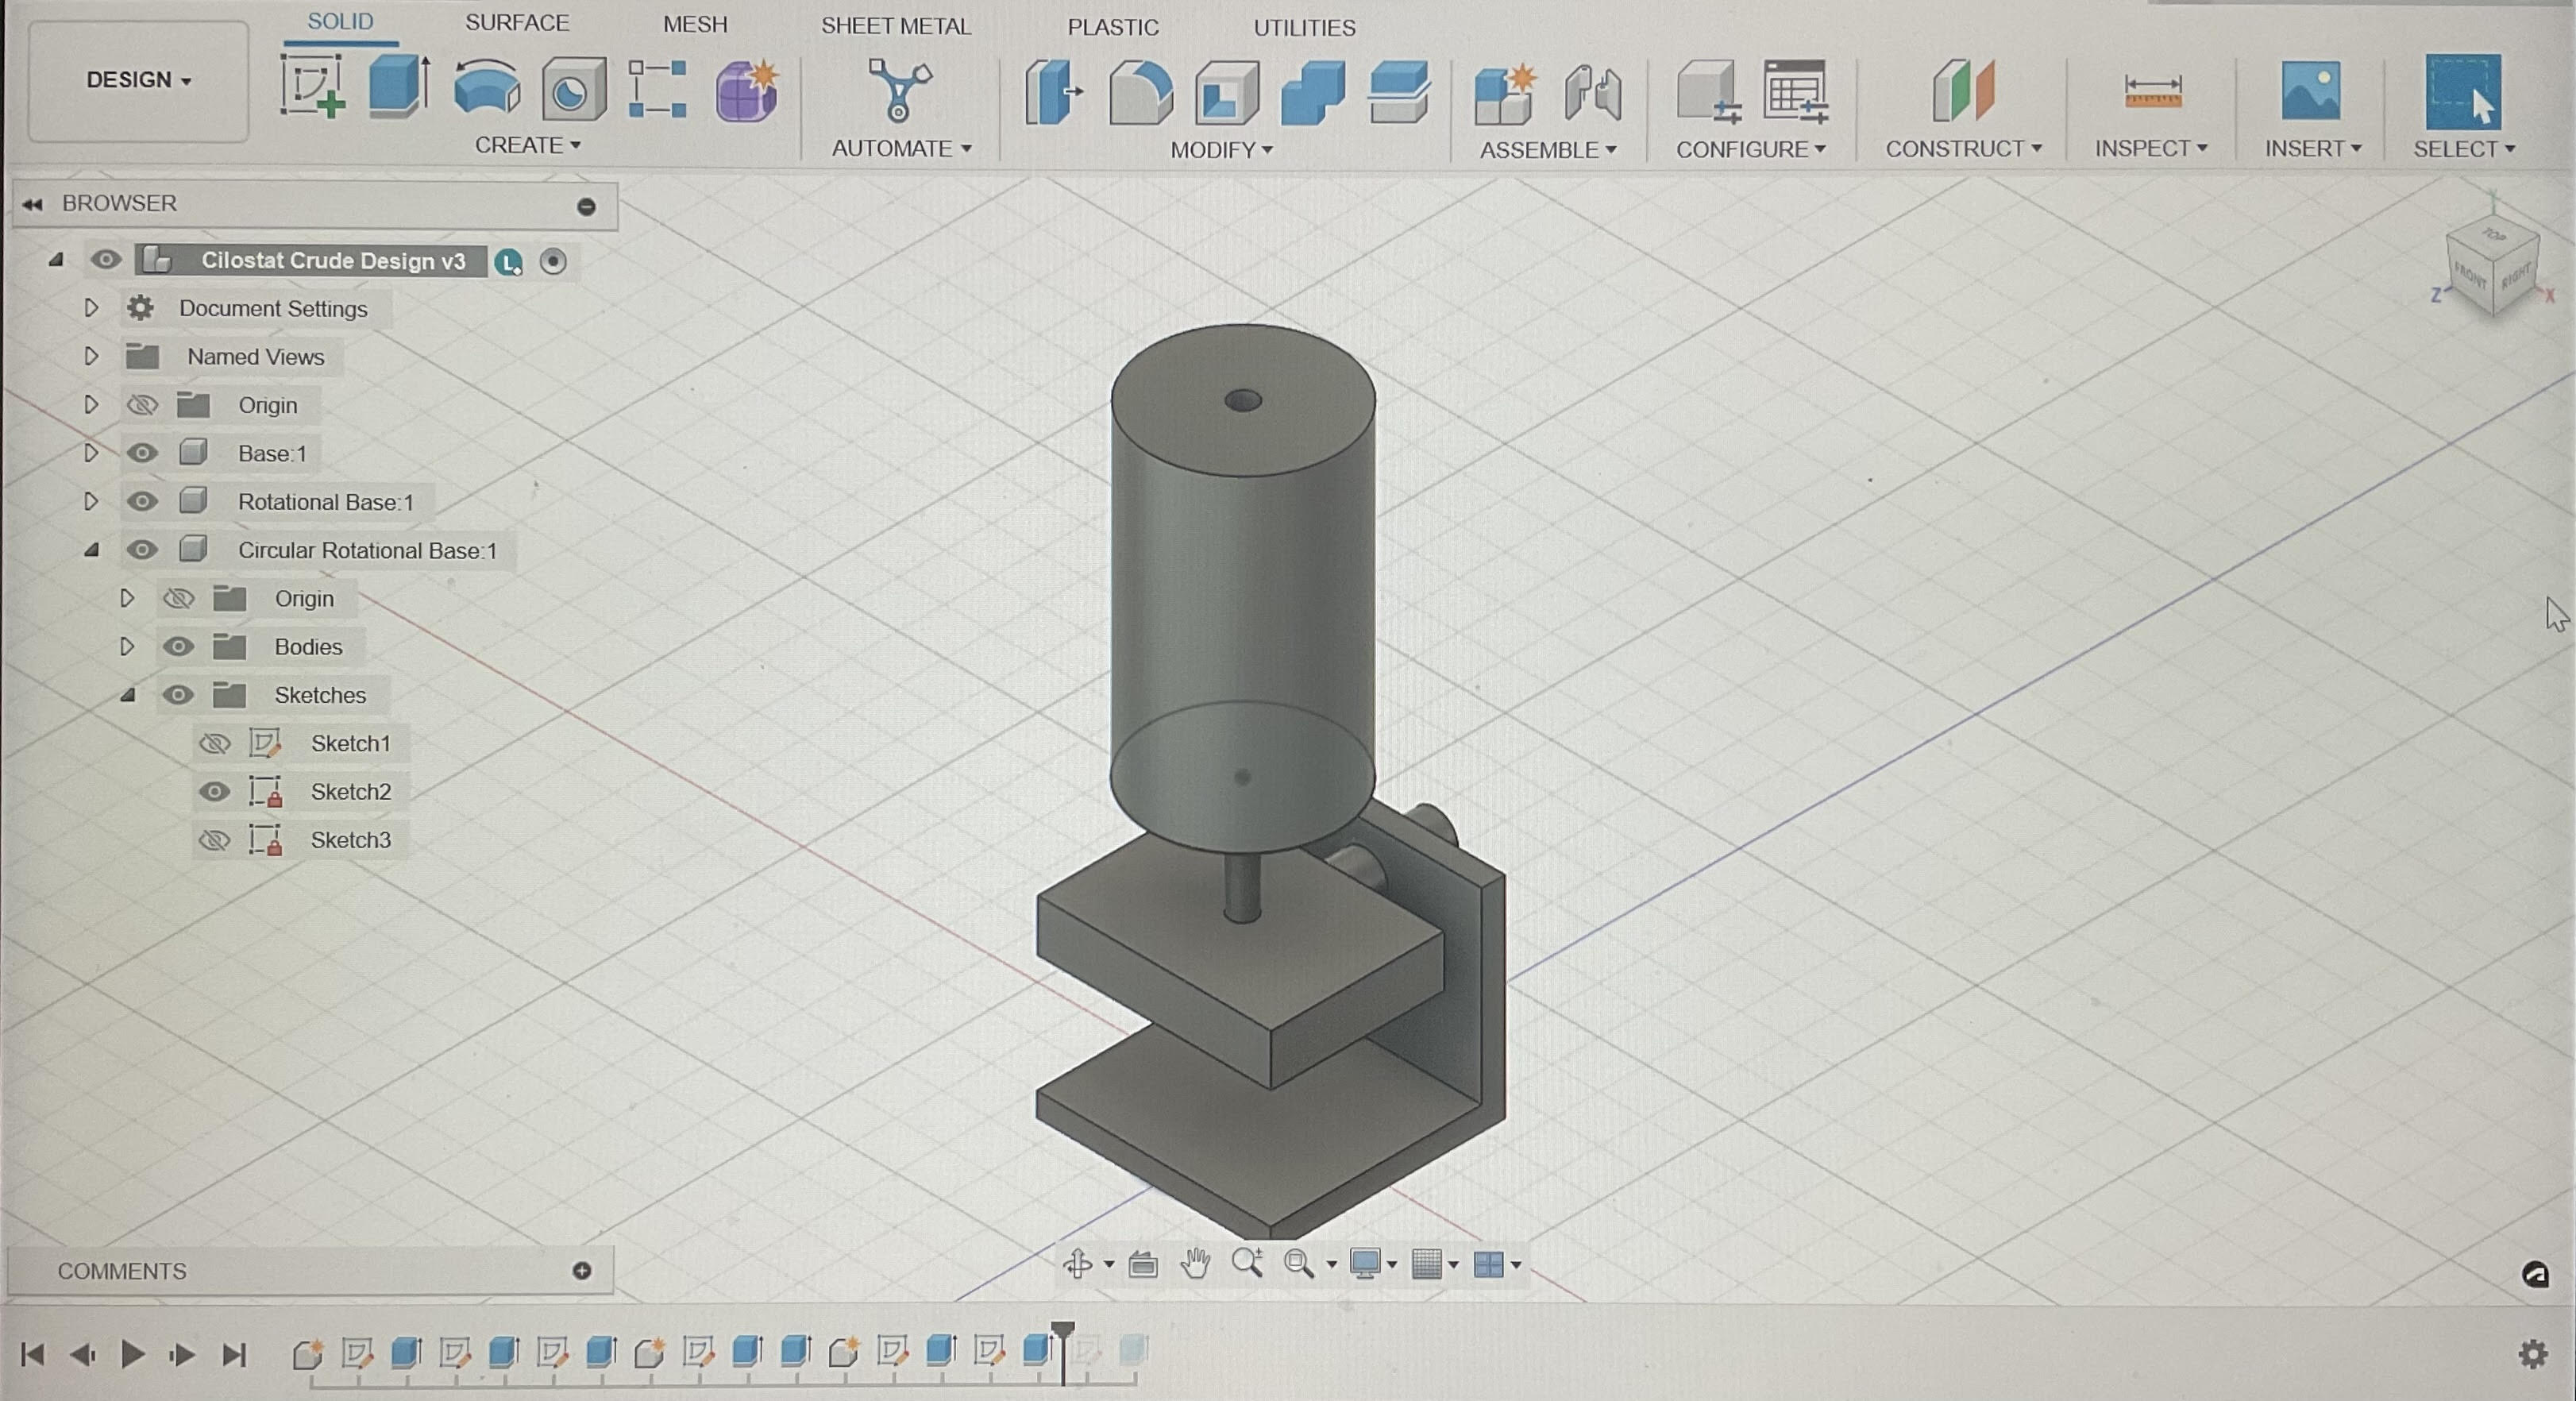 SOLID SURFACE MESH SHEET METAL PLASTIC UTILITIES
DESIGN
CREATE AUTOMATE MODIFY ASSEMBLE CONFIGURE CONSTRUCT INSPECT INSERT SELECT
BROWSER
Cilostat Crude Design v3
Document Settings
Named Views
Origin
Base:1
Rotational Base:1
Circular Rotational Base:1
Origin
Bodies
Sketches
Sketch1
Sketch2
Sketch3
Y
TOP
FRONT RIGHT
Z X
COMMENTS